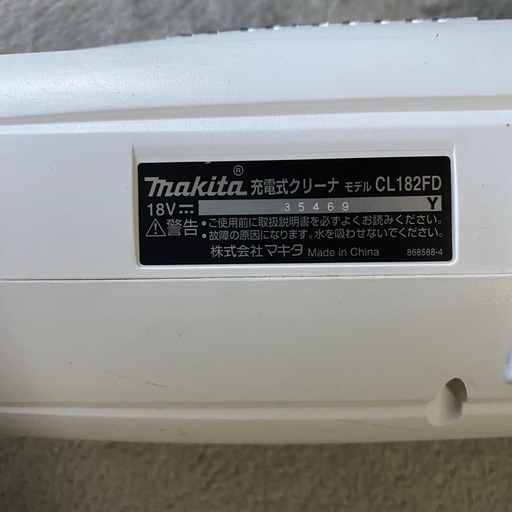 makita® 充電式クリーナ モデル CL182FD
18V⎓ 35469 Y
⚠警告 •ご使用前に取扱説明書を必ずよくお読みください。
•故障の原因になります。水を吸わせないでください。
株式会社マキタ Made in China 868588-4